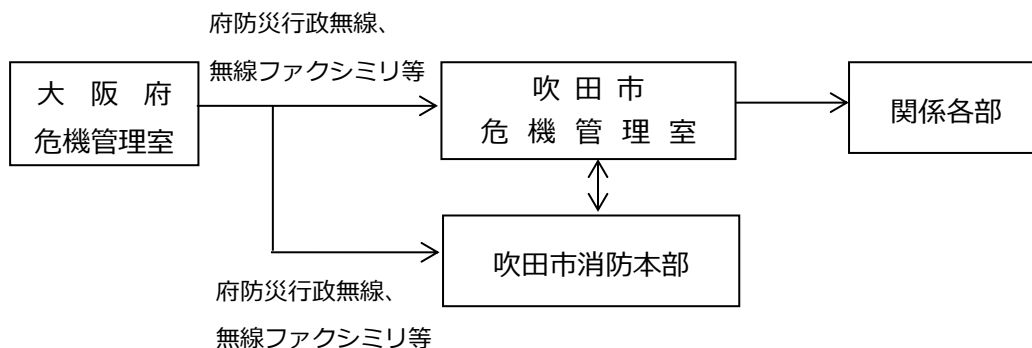 府防災行政無線、
無線ファクシミリ等
大 阪 府
危機管理室
吹 田 市
危 機 管 理 室
関係各部
吹田市消防本部
府防災行政無線、
無線ファクシミリ等